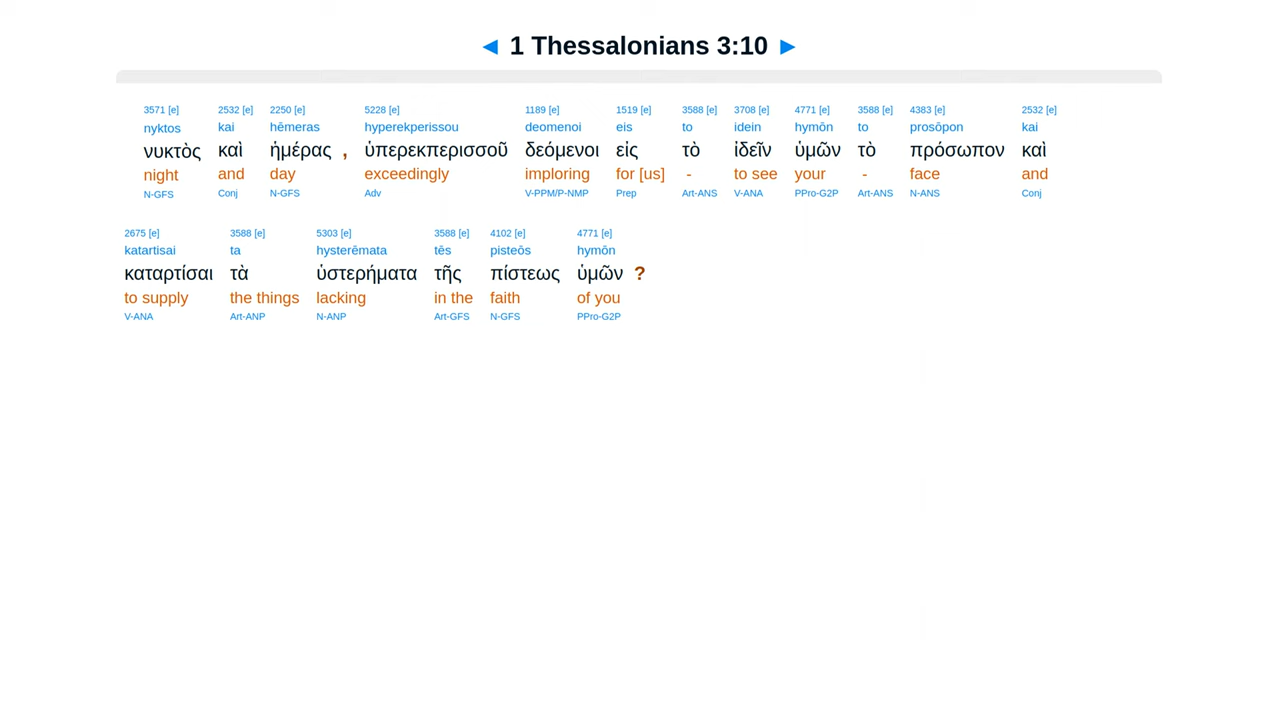 ◄ 1 Thessalonians 3:10 ►
3571 [e] 2532 [e] 2250 [e] 5228 [e] 1189 [e] 1519 [e] 3588 [e] 3708 [e] 4771 [e] 3588 [e] 4383 [e] 2532 [e]
nyktos kai hēmeras hyperekperissou deomenoi eis to idein hymōn to prosōpon kai
νυκτὸς καὶ ἡμέρας , ὑπερεκπερισσοῦ δεόμενοι εἰς τὸ ἰδεῖν ὑμῶν τὸ πρόσωπον καὶ
night and day exceedingly imploring for [us] - to see your - face and
N-GFS Conj N-GFS Adv V-PPM/P-NMP Prep Art-ANS V-ANA PPro-G2P Art-ANS N-ANS Conj
2675 [e] 3588 [e] 5303 [e] 3588 [e] 4102 [e] 4771 [e]
katartisai ta hysterēmata tēs pisteōs hymōn
καταρτίσαι τὰ ὑστερήματα τῆς πίστεως ὑμῶν ?
to supply the things lacking in the faith of you
V-ANA Art-ANP N-ANP Art-GFS N-GFS PPro-G2P